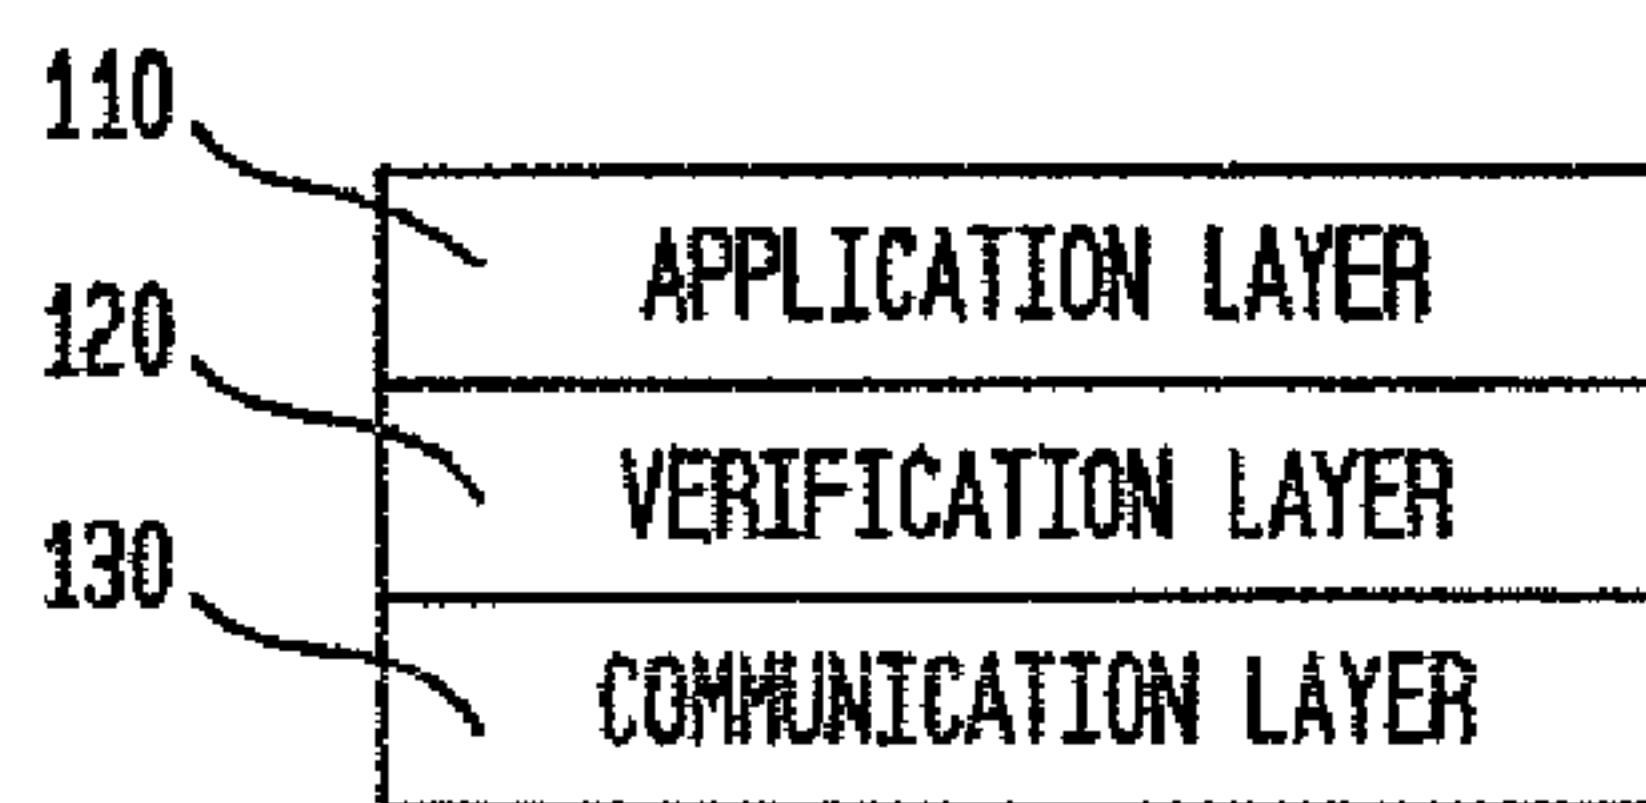 110
APPLICATION LAYER
120
VERIFICATION LAYER
130
COMMUNICATION LAYER